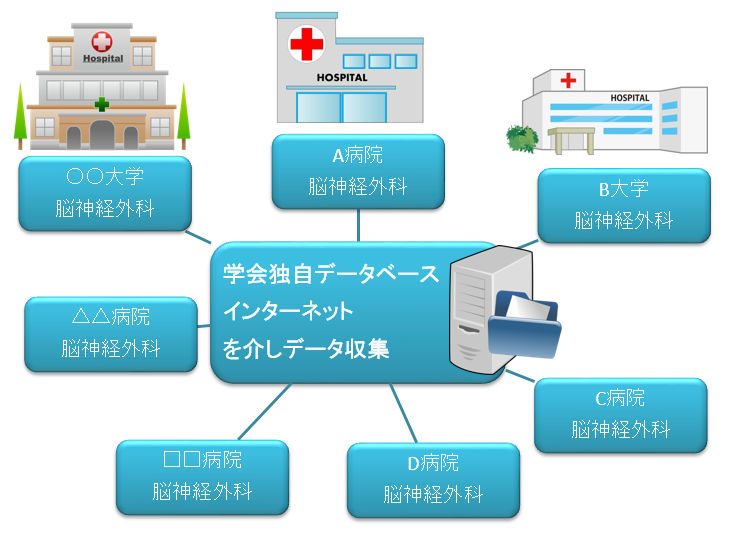 Hospital
HOSPITAL
HOSPITAL
〇〇大学
脳神経外科
A病院
脳神経外科
B大学
脳神経外科
学会独自データベース
インターネット
を介しデータ収集
△△病院
脳神経外科
C病院
脳神経外科
□□病院
脳神経外科
D病院
脳神経外科